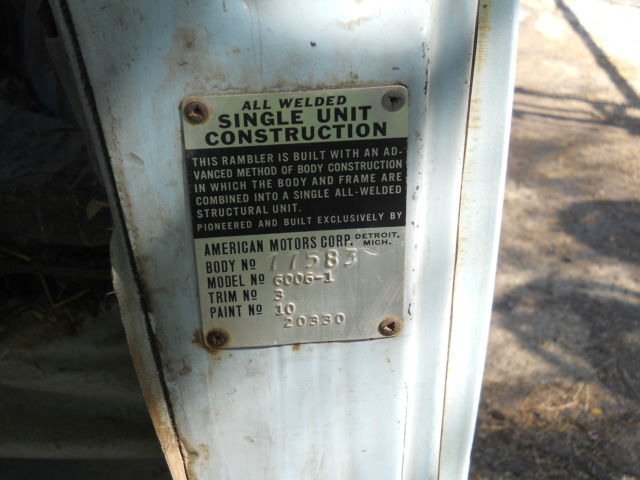 ALL WELDED
SINGLE UNIT
CONSTRUCTION
THIS RAMBLER IS BUILT WITH AN AD-
VANCED METHOD OF BODY CONSTRUCTION
IN WHICH THE BODY AND FRAME ARE
COMBINED INTO A SINGLE ALL-WELDED
STRUCTURAL UNIT.
PIONEERED AND BUILT EXCLUSIVELY BY
AMERICAN MOTORS CORP. DETROIT, MICH.
BODY Nº 77583
MODEL Nº 6006-1
TRIM Nº 3
PAINT Nº 10
20330